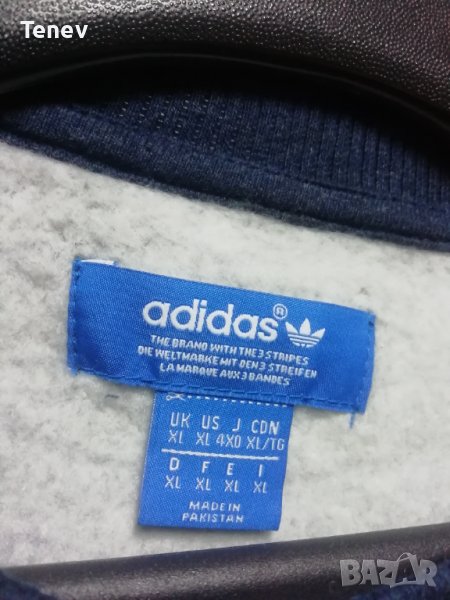 Tenev
adidas®
THE BRAND WITH THE 3 STRIPES
DIE WELTMARKE MIT DEN 3 STREIFEN
LA MARQUE AUX 3 BANDES
UK US J CDN
XL XL 4XO XL/TG
D F E I
XL XL XL XL
MADE IN
PAKISTAN
BAZAR